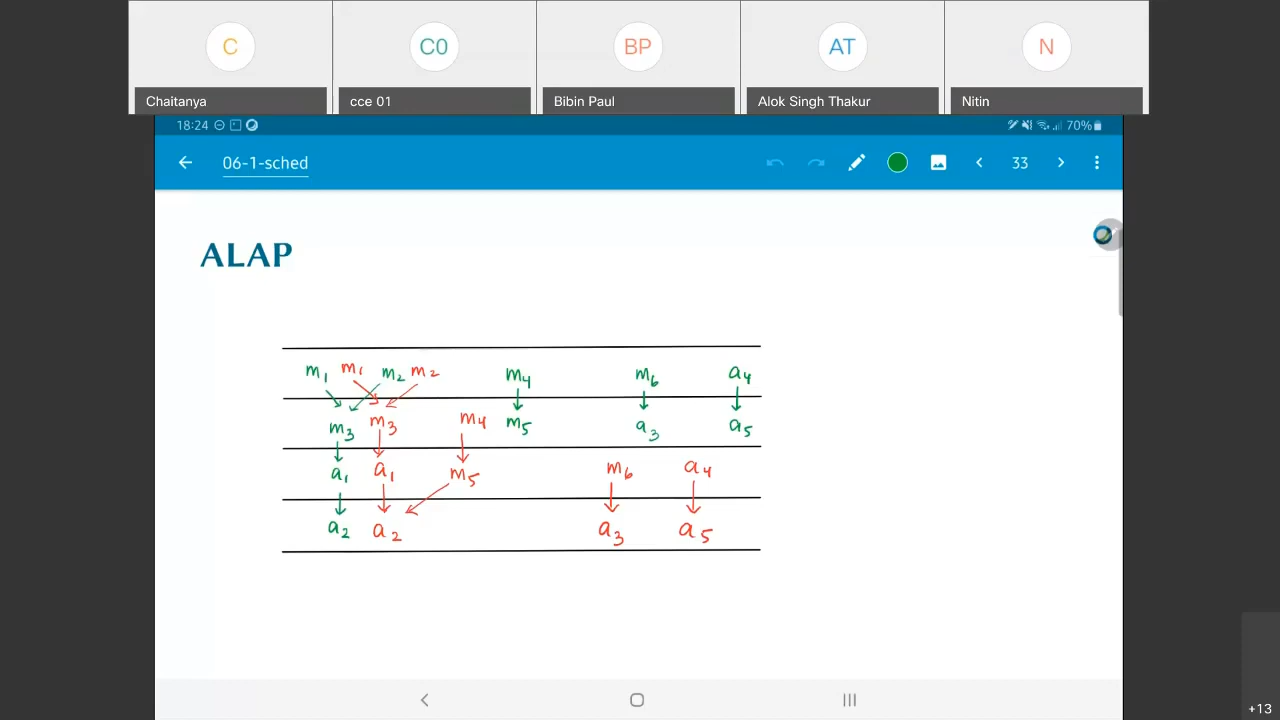 C C0 BP AT N
Chaitanya cce 01 Bibin Paul Alok Singh Thakur Nitin
18:24 70%
06-1-sched 33
ALAP
m1 m1 m2 m2 m4 m6 a4
m3 m3 m4 m5 a3 a5
a1 a1 m5 m6 a4
a2 a2 a3 a5
+13